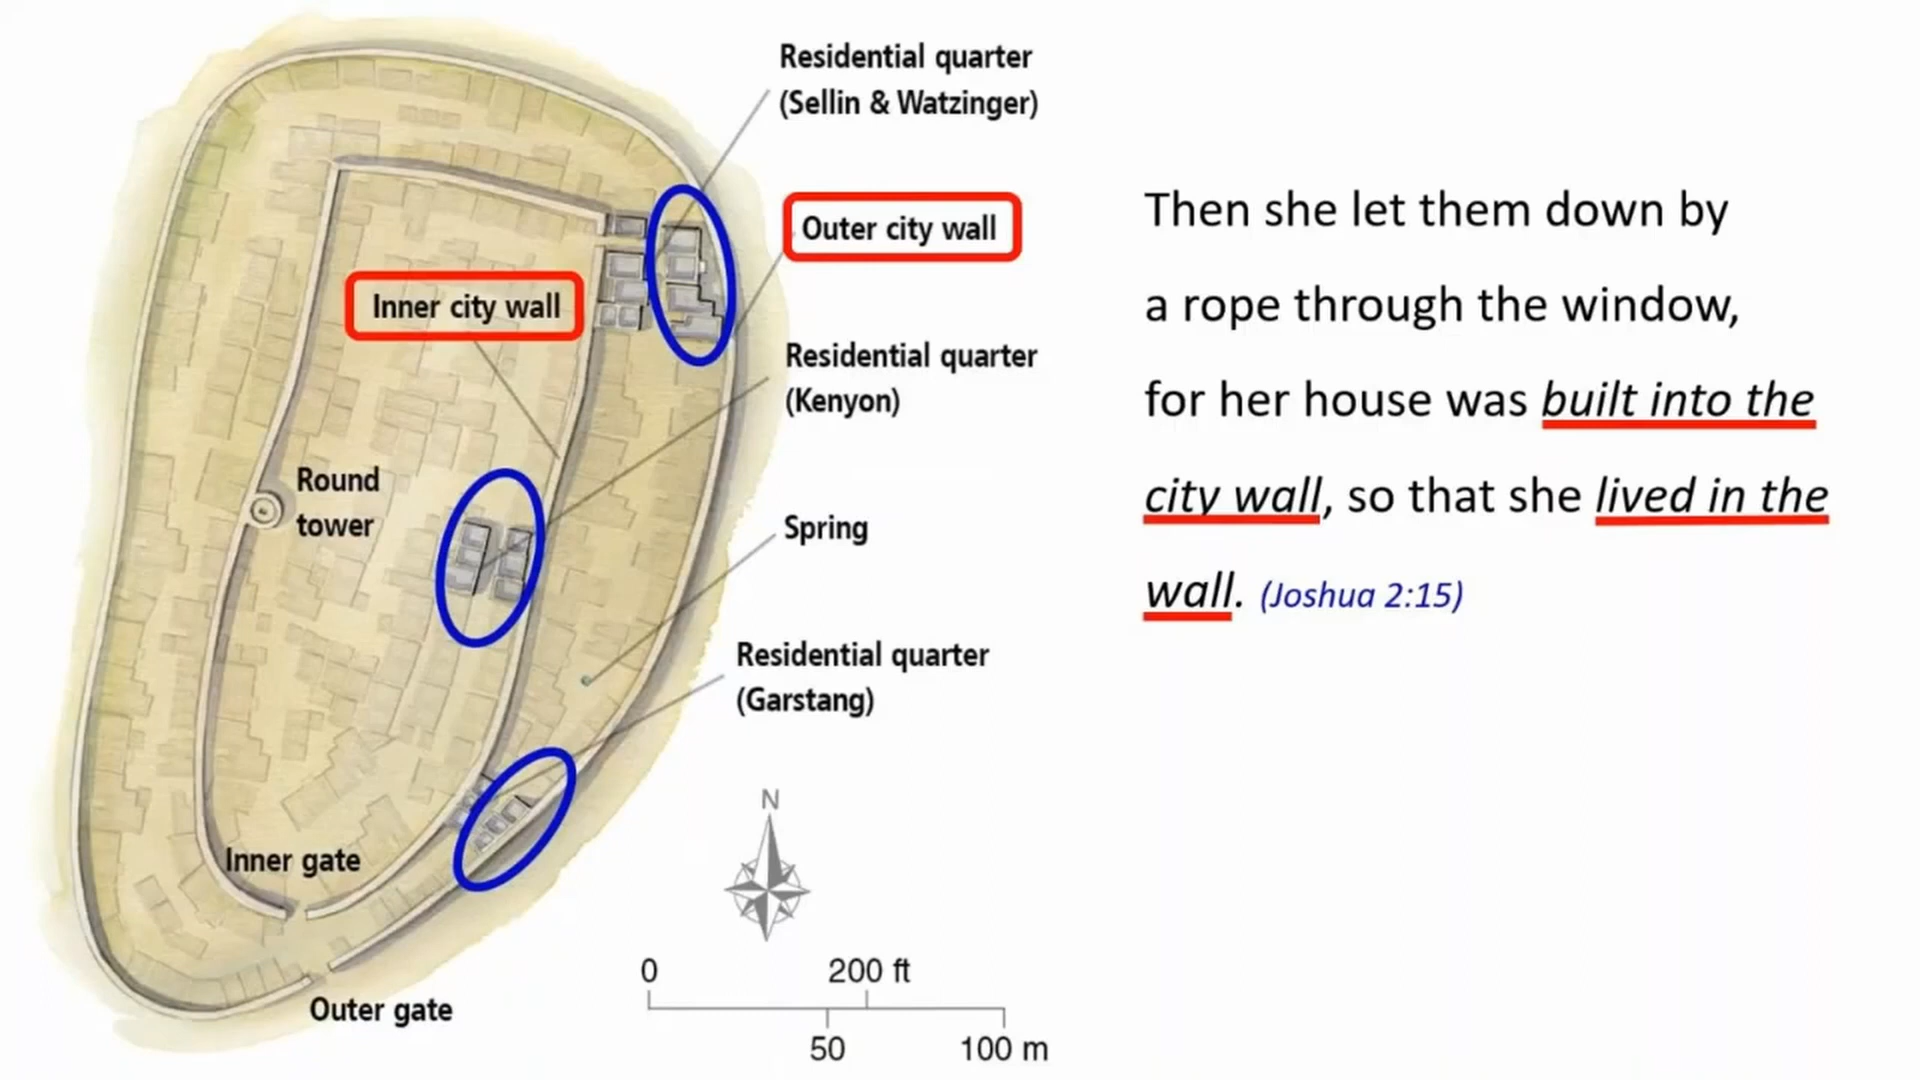 Residential quarter
(Sellin & Watzinger)
Outer city wall
Inner city wall
Residential quarter
(Kenyon)
Round
tower
Spring
Residential quarter
(Garstang)
Inner gate
Outer gate
N
0 200 ft
50 100 m
Then she let them down by
a rope through the window,
for her house was built into the
city wall, so that she lived in the
wall. (Joshua 2:15)